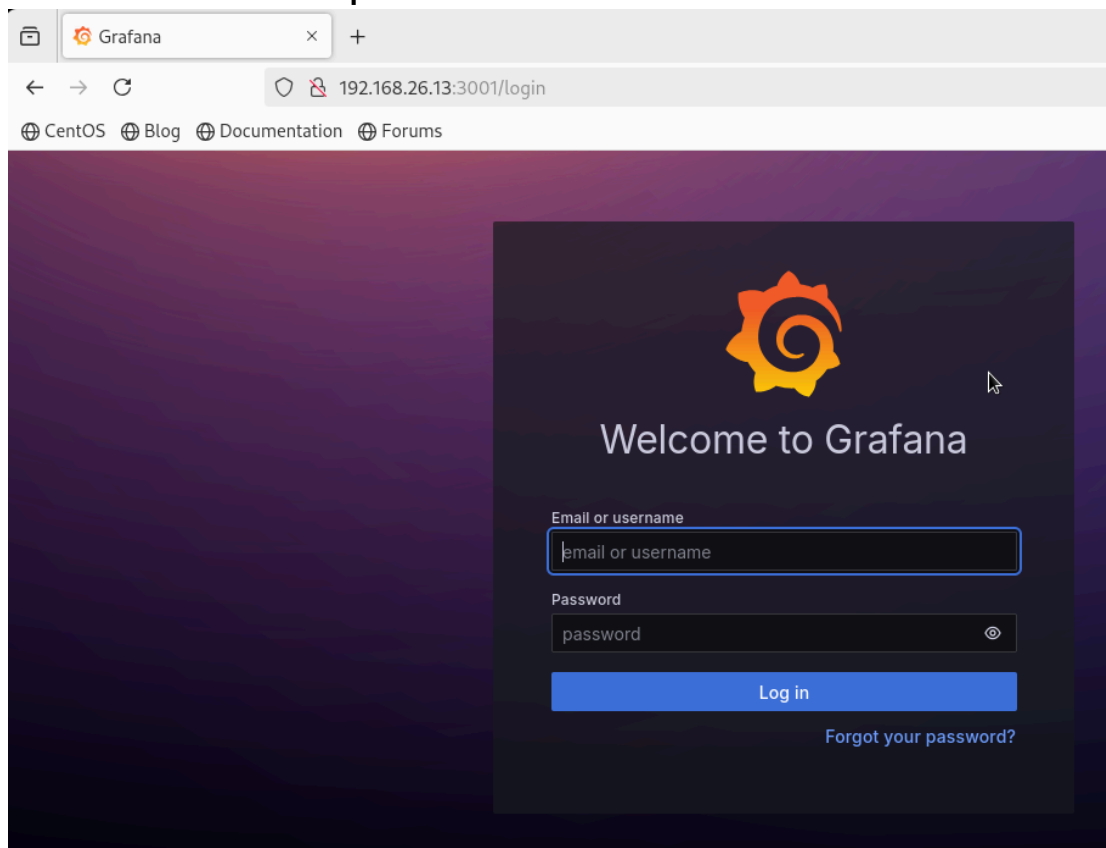 Grafana
192.168.26.13:3001/login
CentOS Blog Documentation Forums
Welcome to Grafana
Email or username
email or username
Password
password
Log in
Forgot your password?